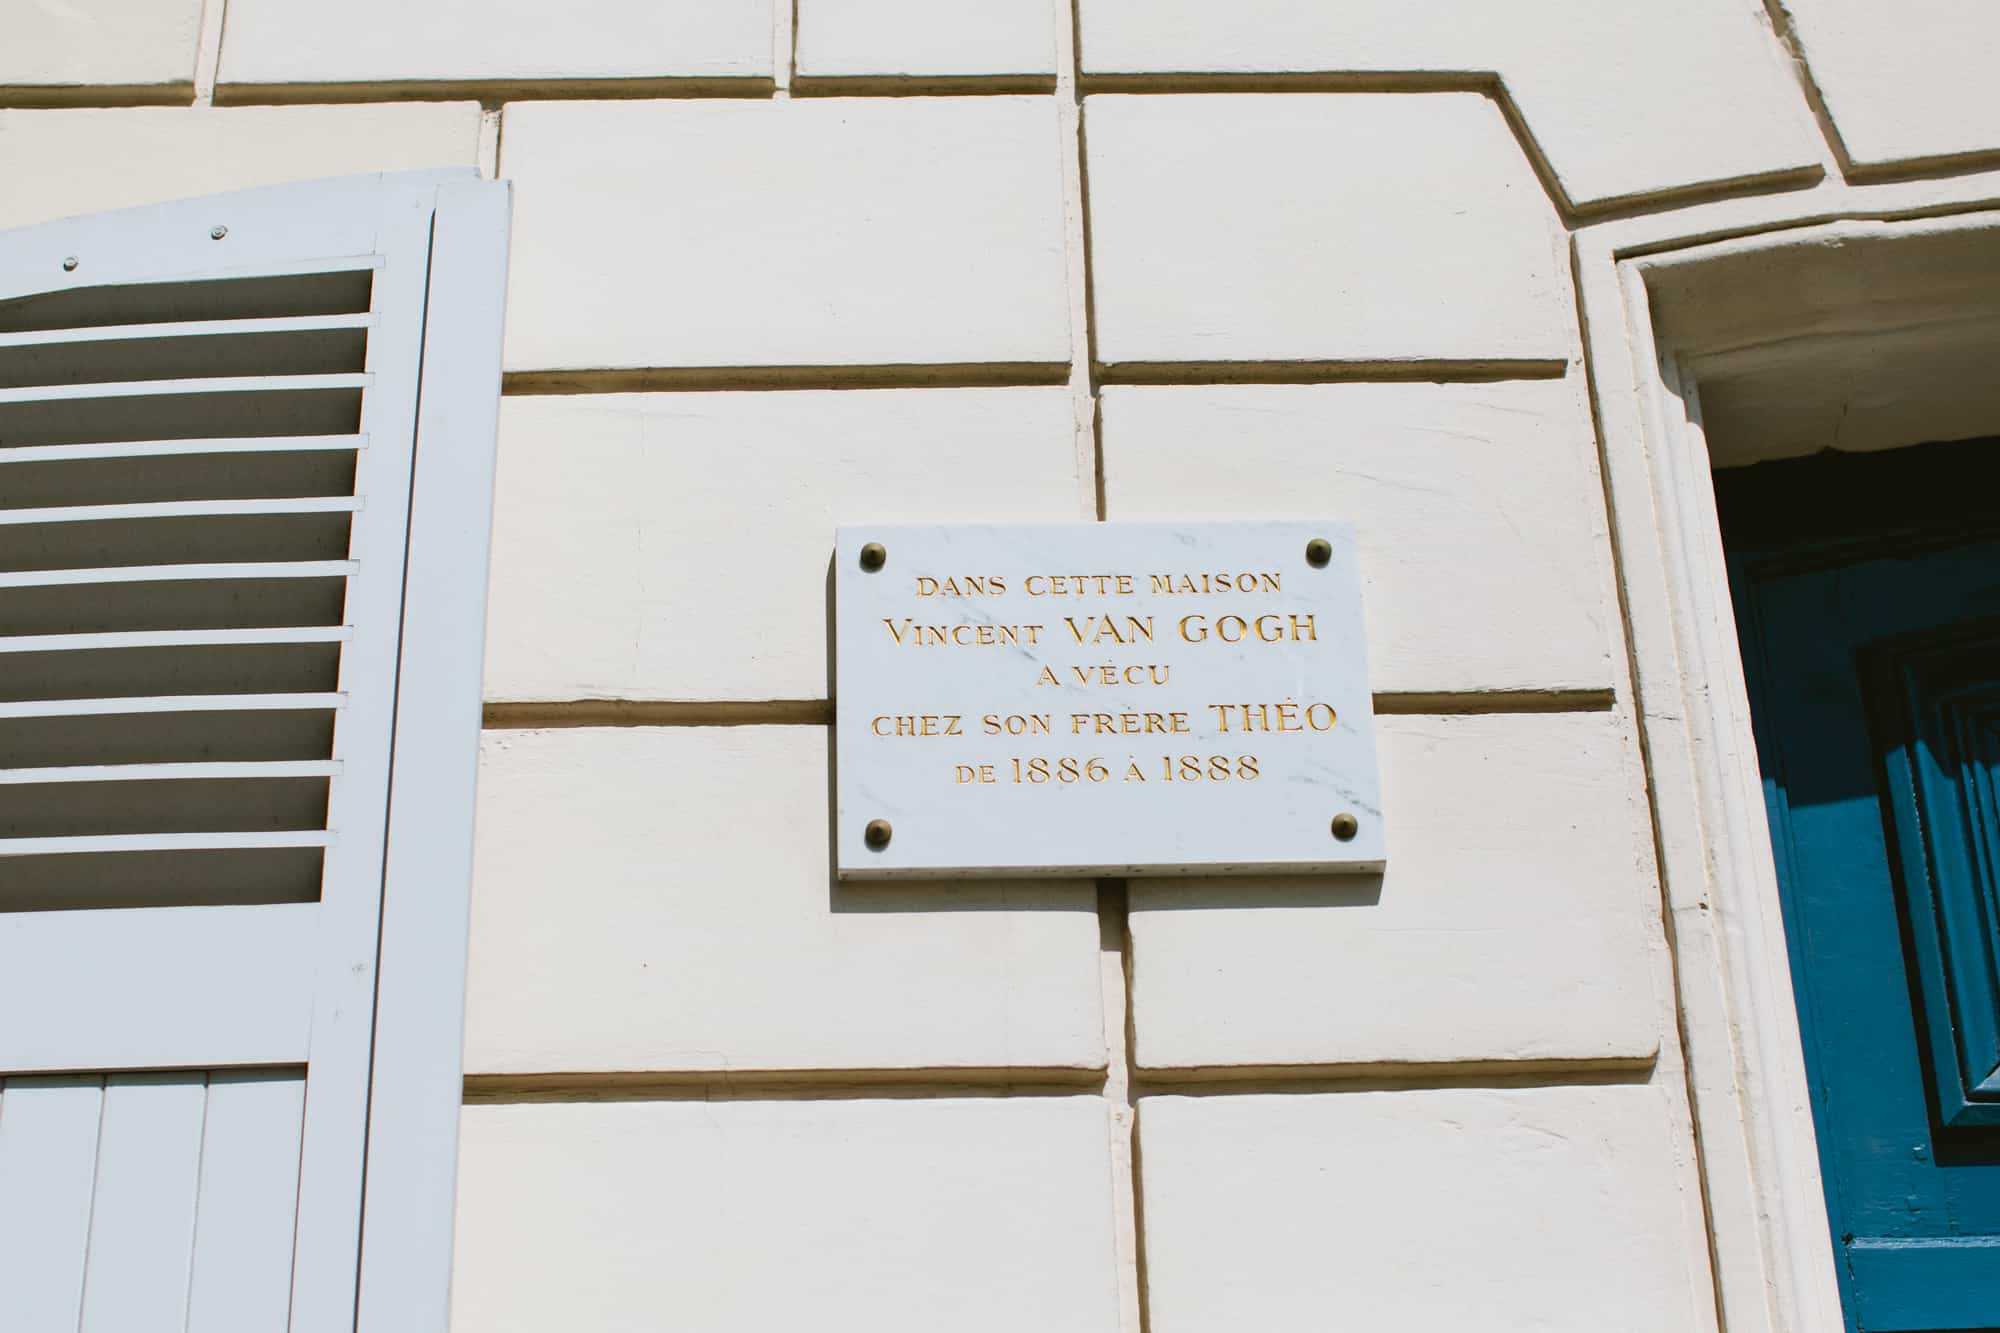 DANS CETTE MAISON
VINCENT VAN GOGH
A VÉCU
CHEZ SON FRÈRE THÉO
DE 1886 À 1888